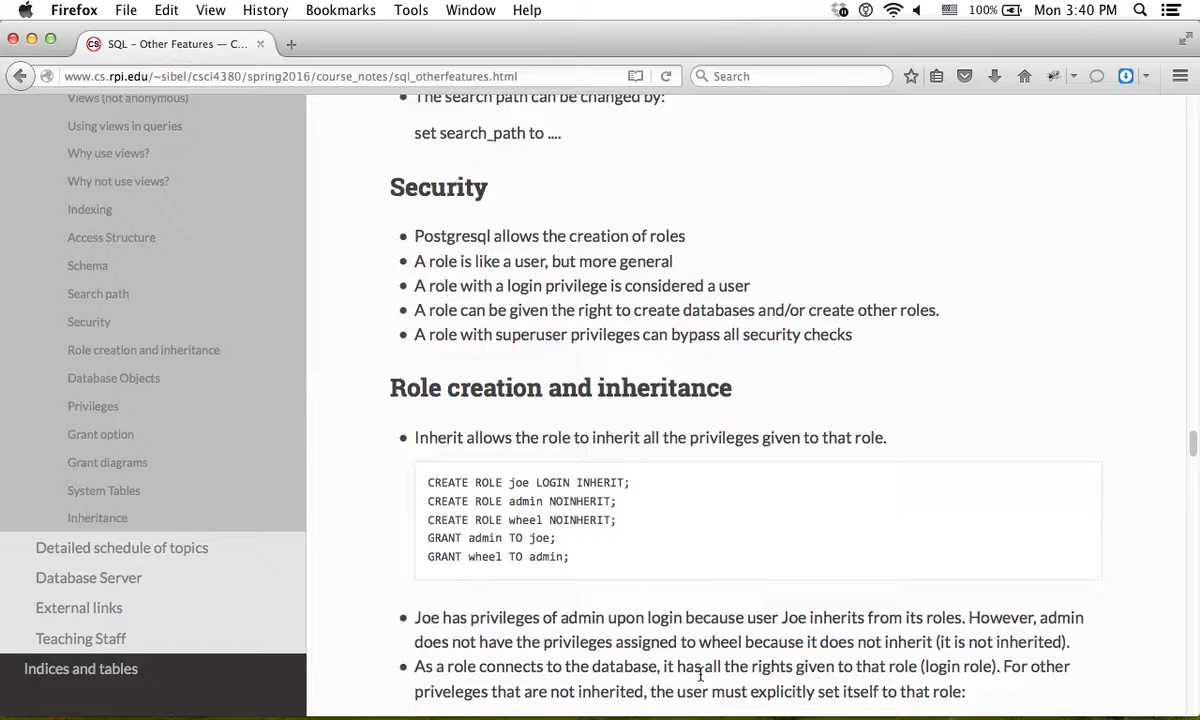 Firefox File Edit View History Bookmarks Tools Window Help 100% Mon 3:40 PM
CS SQL – Other Features — C...
www.cs.rpi.edu/~sibel/csci4380/spring2016/course_notes/sql_otherfeatures.html Search
Views (not anonymous)
Using views in queries
Why use views?
Why not use views?
Indexing
Access Structure
Schema
Search path
Security
Role creation and inheritance
Database Objects
Privileges
Grant option
Grant diagrams
System Tables
Inheritance
Detailed schedule of topics
Database Server
External links
Teaching Staff
Indices and tables
The search path can be changed by:
set search_path to ....
Security
Postgresql allows the creation of roles
A role is like a user, but more general
A role with a login privilege is considered a user
A role can be given the right to create databases and/or create other roles.
A role with superuser privileges can bypass all security checks
Role creation and inheritance
Inherit allows the role to inherit all the privileges given to that role.
CREATE ROLE joe LOGIN INHERIT;
CREATE ROLE admin NOINHERIT;
CREATE ROLE wheel NOINHERIT;
GRANT admin TO joe;
GRANT wheel TO admin;
Joe has privileges of admin upon login because user Joe inherits from its roles. However, admin
does not have the privileges assigned to wheel because it does not inherit (it is not inherited).
As a role connects to the database, it has all the rights given to that role (login role). For other
priveleges that are not inherited, the user must explicitly set itself to that role: